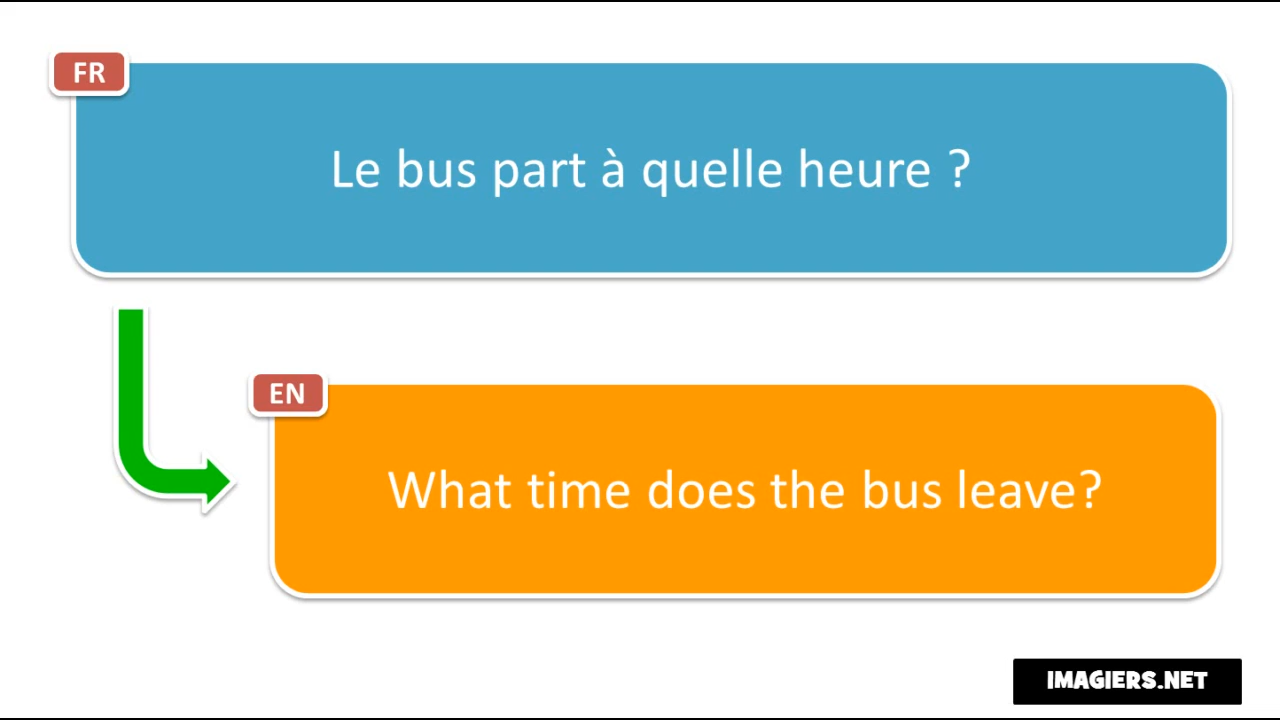 FR
Le bus part à quelle heure ?
EN
What time does the bus leave?
IMAGIERS.NET